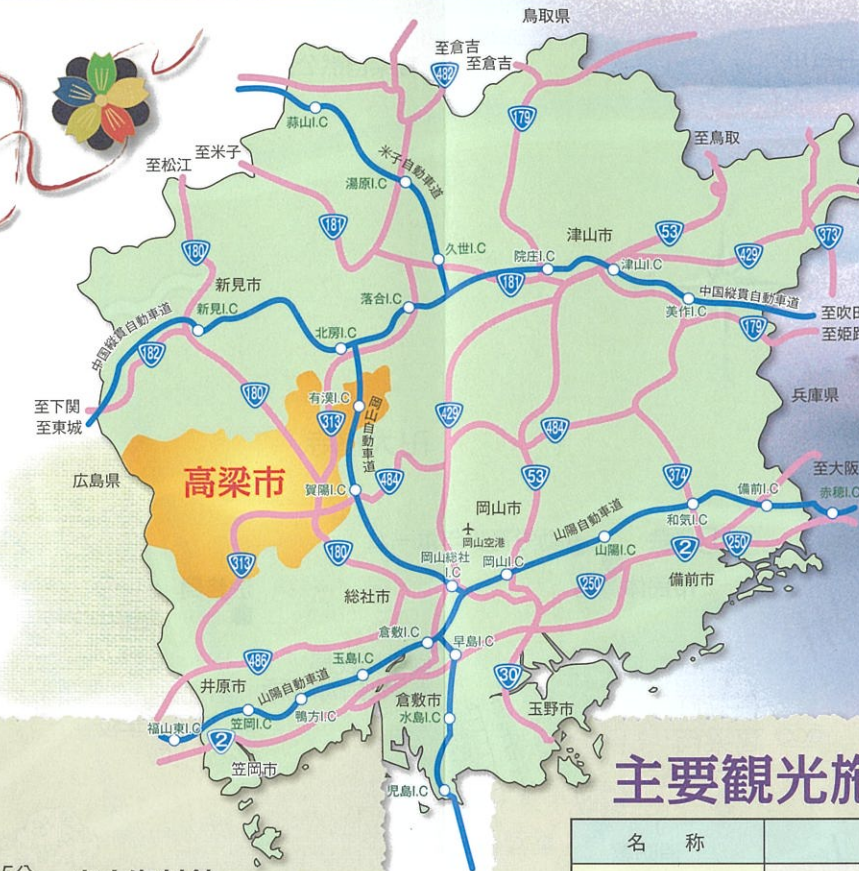 鳥取県
至倉吉
至倉吉
482
179
蒜山I.C
至鳥取
至米子
至松江
米子自動車道
湯原I.C
181
53
津山市
373
180
久世I.C
院庄I.C
津山I.C
429
新見市
181
落合I.C
中国縦貫自動車道
美作I.C
新見I.C
中国縦貫自動車道
至吹田
179
至姫路
北房I.C
182
180
有漢I.C
兵庫県
至下関
313
岡山自動車道
429
至東城
484
広島県
高梁市
至大阪
484
53
374
賀陽I.C
備前I.C
赤穂I.C
岡山市
山陽自動車道
和気I.C
岡山空港
2
250
180
山陽I.C
313
岡山総社I.C
岡山I.C
備前市
250
総社市
倉敷I.C
早島I.C
486
玉島I.C
30
井原市
山陽自動車道
倉敷市
玉野市
笠岡I.C
鴨方I.C
水島I.C
福山東I.C
2
笠岡市
児島I.C
主要観光施
名 称